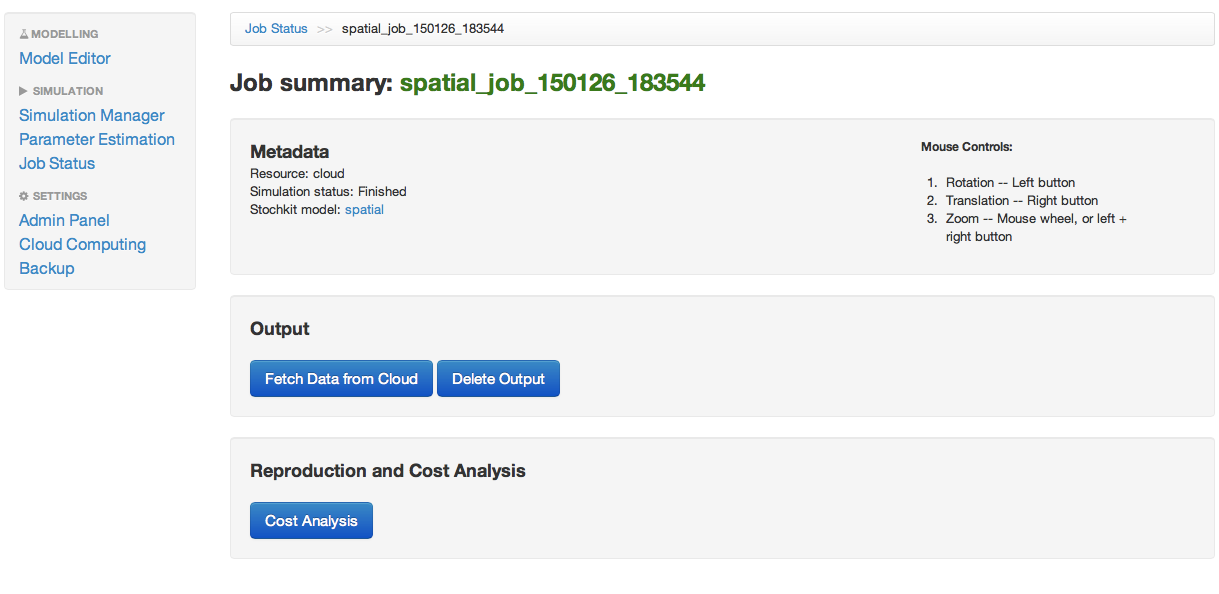 MODELLING
Model Editor
SIMULATION
Simulation Manager
Parameter Estimation
Job Status
SETTINGS
Admin Panel
Cloud Computing
Backup
Job Status >> spatial_job_150126_183544
Job summary: spatial_job_150126_183544
Metadata
Resource: cloud
Simulation status: Finished
Stochkit model: spatial
Mouse Controls:
1. Rotation -- Left button
2. Translation -- Right button
3. Zoom -- Mouse wheel, or left +
right button
Output
Fetch Data from Cloud
Delete Output
Reproduction and Cost Analysis
Cost Analysis